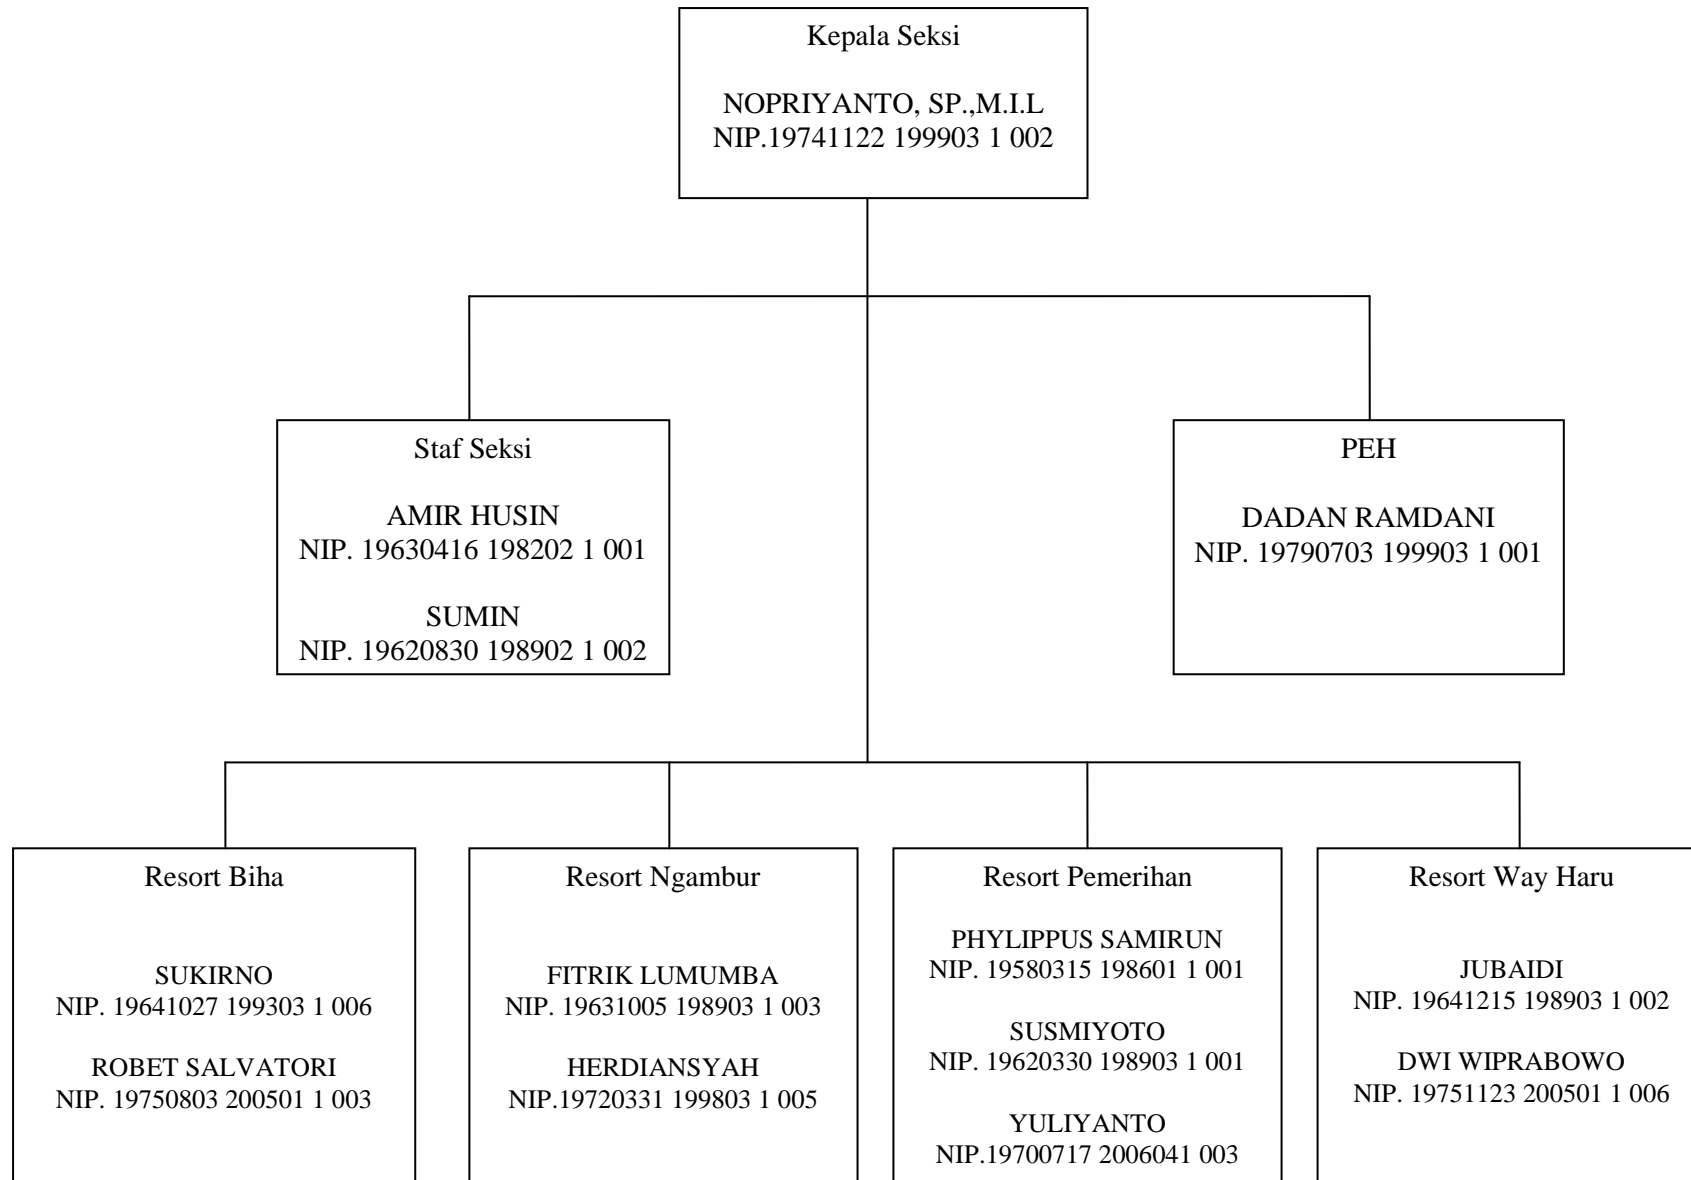 Kepala Seksi
NOPRIYANTO, SP.,M.I.L
NIP.19741122 199903 1 002
Staf Seksi
AMIR HUSIN
NIP. 19630416 198202 1 001
SUMIN
NIP. 19620830 198902 1 002
PEH
DADAN RAMDANI
NIP. 19790703 199903 1 001
Resort Biha
SUKIRNO
NIP. 19641027 199303 1 006
ROBET SALVATORI
NIP. 19750803 200501 1 003
Resort Ngambur
FITRIK LUMUMBA
NIP. 19631005 198903 1 003
HERDIANSYAH
NIP.19720331 199803 1 005
Resort Pemerihan
PHYLIPPUS SAMIRUN
NIP. 19580315 198601 1 001
SUSMIYOTO
NIP. 19620330 198903 1 001
YULIYANTO
NIP.19700717 2006041 003
Resort Way Haru
JUBAIDI
NIP. 19641215 198903 1 002
DWI WIPRABOWO
NIP. 19751123 200501 1 006